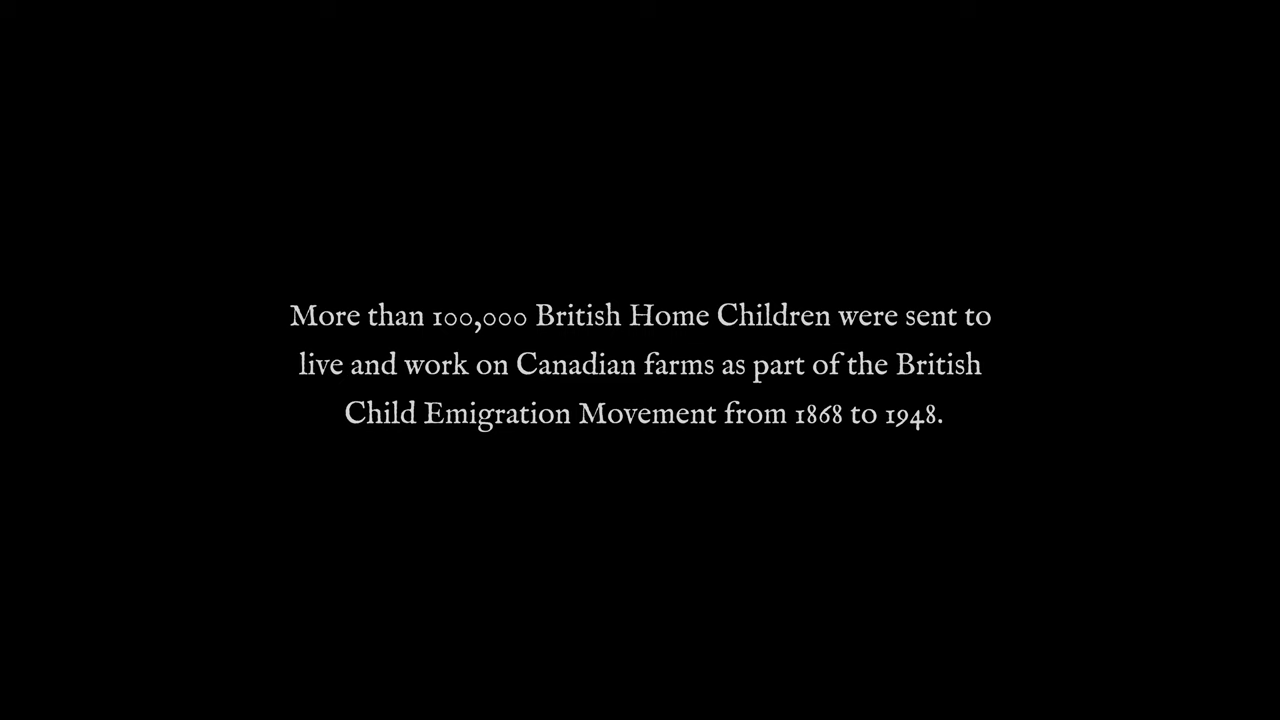 More than 100,000 British Home Children were sent to
live and work on Canadian farms as part of the British
Child Emigration Movement from 1868 to 1948.